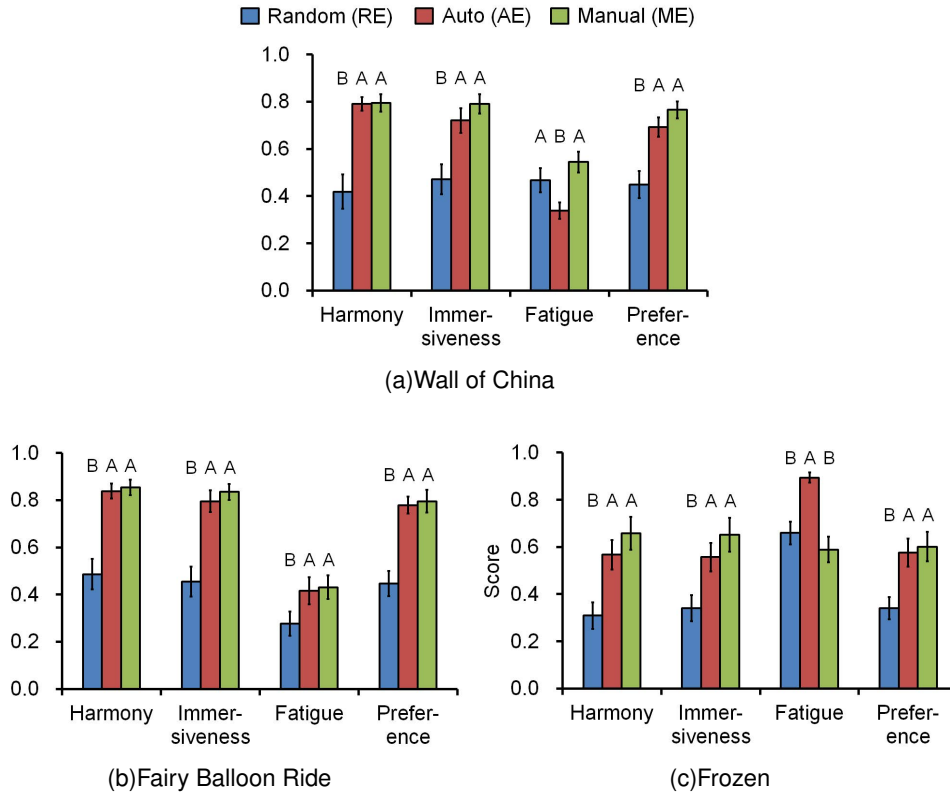 Random (RE) Auto (AE) Manual (ME)
1.0
0.8
0.6
0.4
0.2
0.0
B A A
B A A
A B A
B A A
Harmony
Immer-
siveness
Fatigue
Prefer-
ence
(a)Wall of China
1.0
0.8
0.6
0.4
0.2
0.0
B A A
B A A
B A A
B A A
Harmony
Immer-
siveness
Fatigue
Prefer-
ence
(b)Fairy Balloon Ride
Score
1.0
0.8
0.6
0.4
0.2
0.0
B A A
B A A
B A B
B A A
Harmony
Immer-
siveness
Fatigue
Prefer-
ence
(c)Frozen